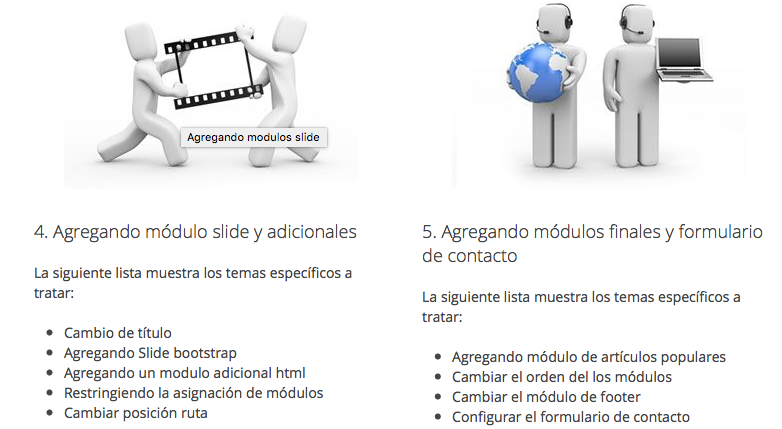 Agregando modulos slide
4. Agregando módulo slide y adicionales
La siguiente lista muestra los temas específicos a
tratar:
Cambio de título
Agregando Slide bootstrap
Agregando un modulo adicional html
Restringiendo la asignación de módulos
Cambiar posición ruta
5. Agregando módulos finales y formulario
de contacto
La siguiente lista muestra los temas específicos a
tratar:
Agregando módulo de artículos populares
Cambiar el orden del los módulos
Cambiar el módulo de footer
Configurar el formulario de contacto